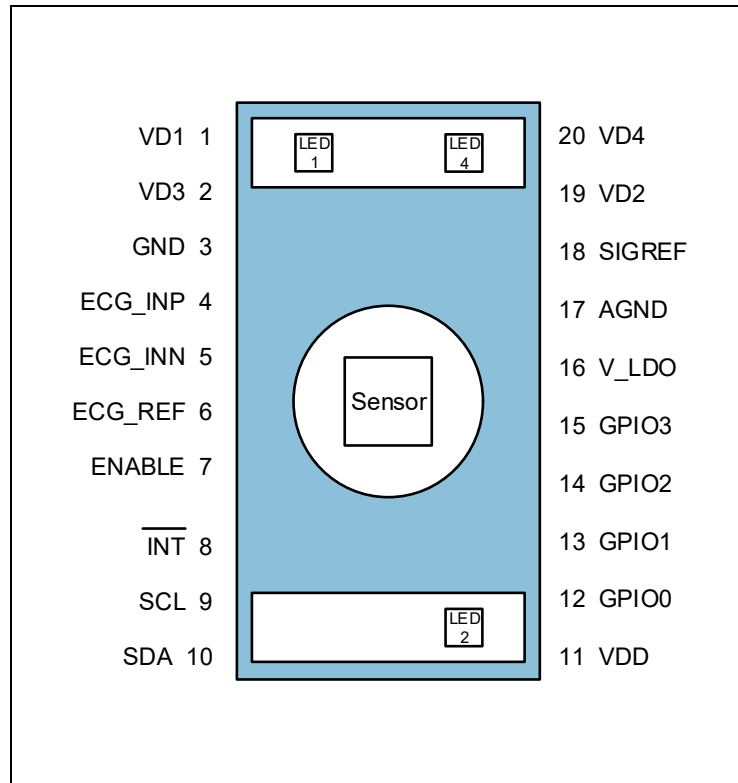 VD1 1
VD3 2
GND 3
ECG_INP 4
ECG_INN 5
ECG_REF 6
ENABLE 7
INT 8
SCL 9
SDA 10
LED
1
LED
4
Sensor
LED
2
20 VD4
19 VD2
18 SIGREF
17 AGND
16 V_LDO
15 GPIO3
14 GPIO2
13 GPIO1
12 GPIO0
11 VDD